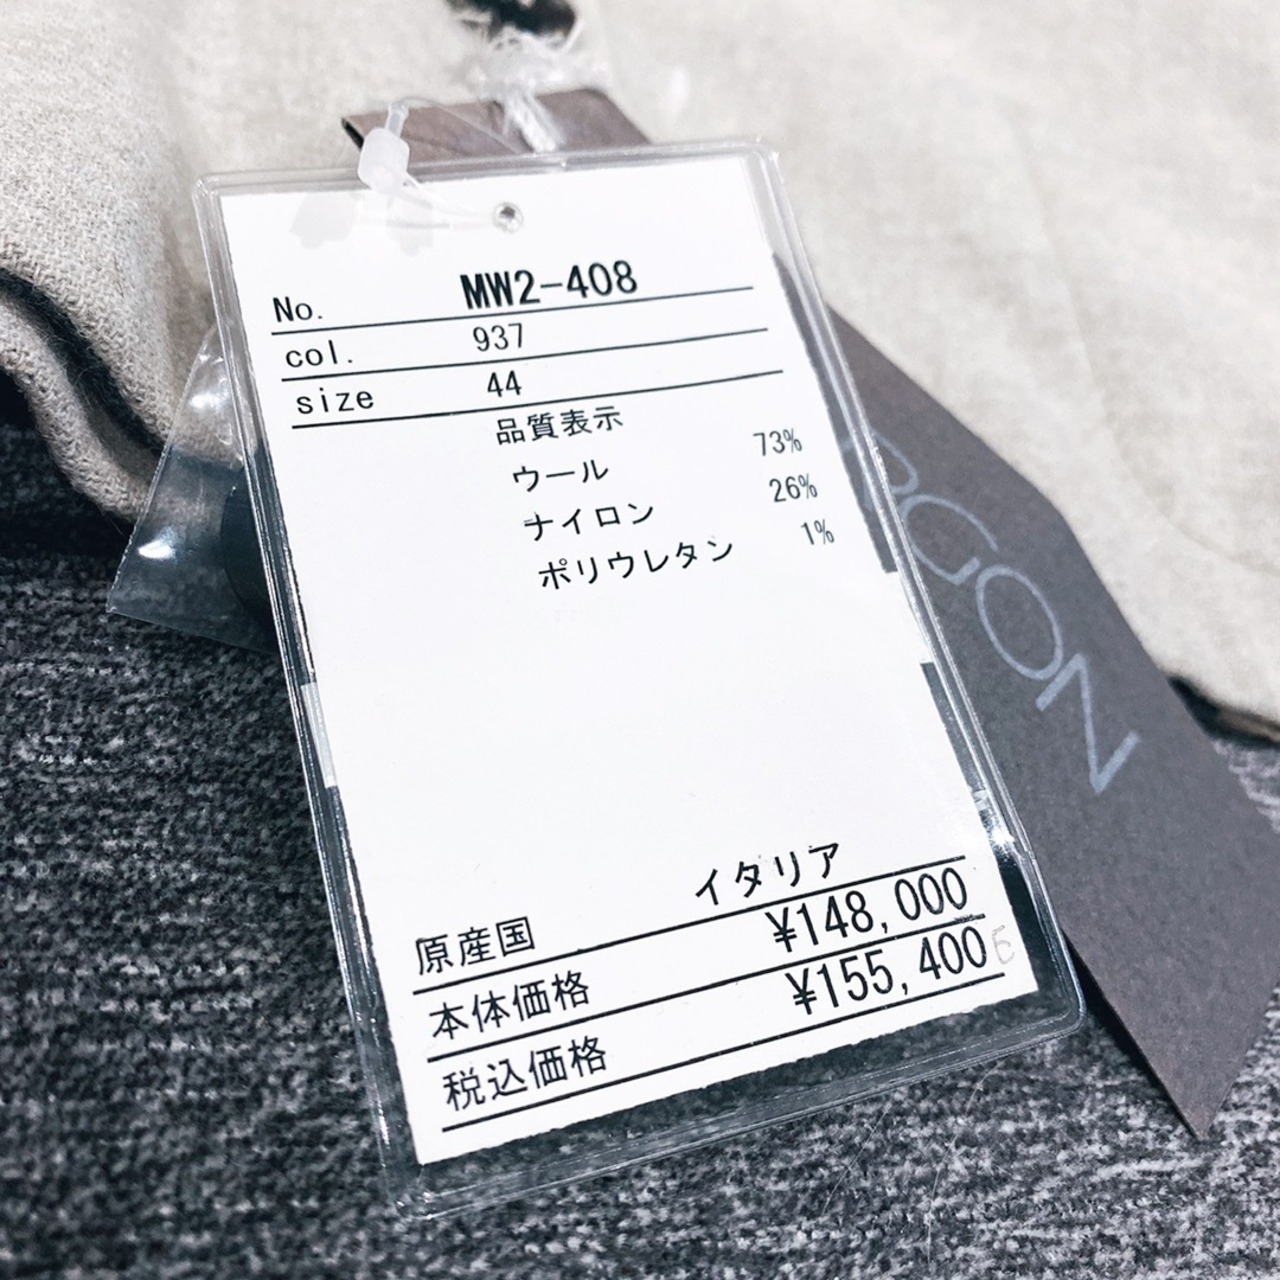 No. MW2-408
col. 937
size 44
品質表示
ウール 73%
ナイロン 26%
ポリウレタン 1%
原産国 イタリア
本体価格 ¥148,000
税込価格 ¥155,400
E